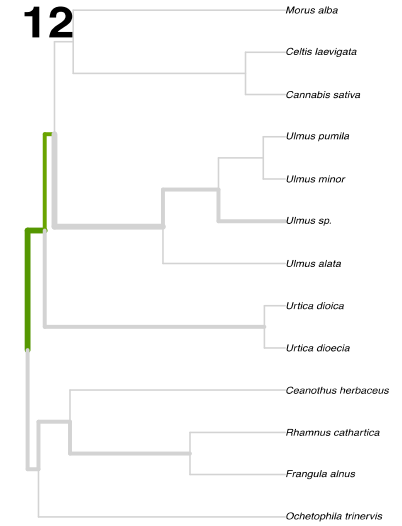 12
Morus alba
Celtis laevigata
Cannabis sativa
Ulmus pumila
Ulmus minor
Ulmus sp.
Ulmus alata
Urtica dioica
Urtica dioecia
Ceanothus herbaceus
Rhamnus cathartica
Frangula alnus
Ochetophila trinervis